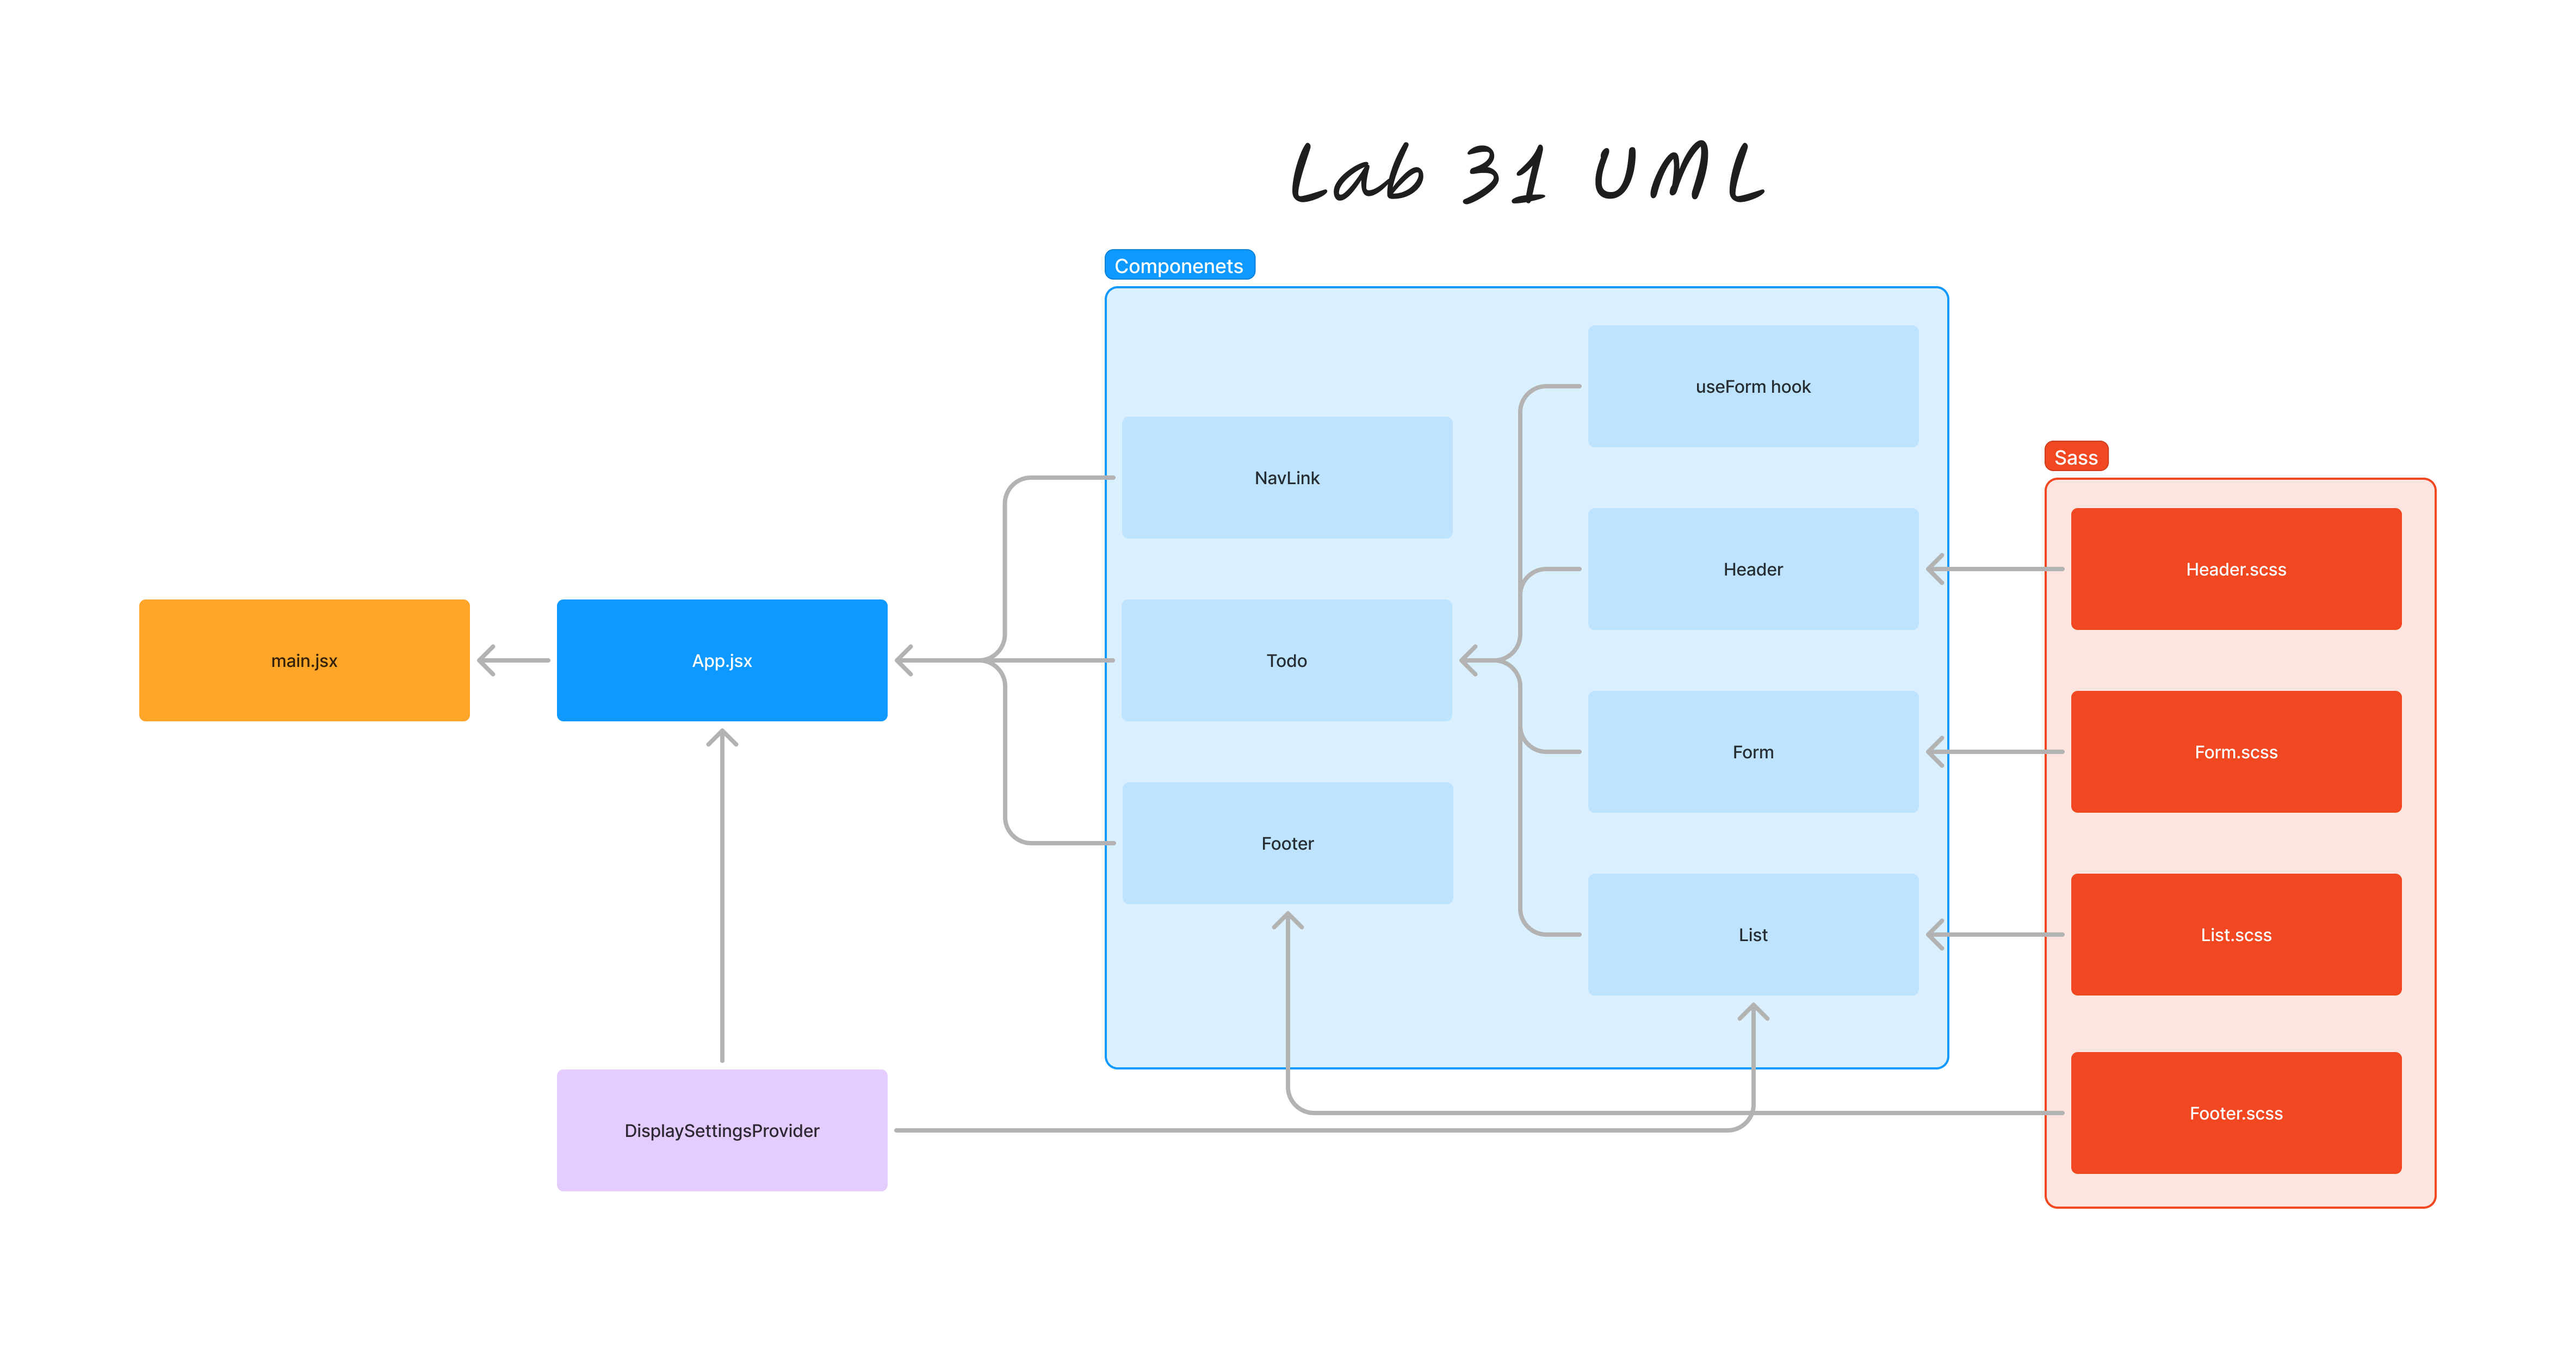 Lab 31 UML
Componenets
useForm hook
NavLink
Sass
Header
Header.scss
main.jsx
App.jsx
Todo
Form
Form.scss
Footer
List
List.scss
DisplaySettingsProvider
Footer.scss